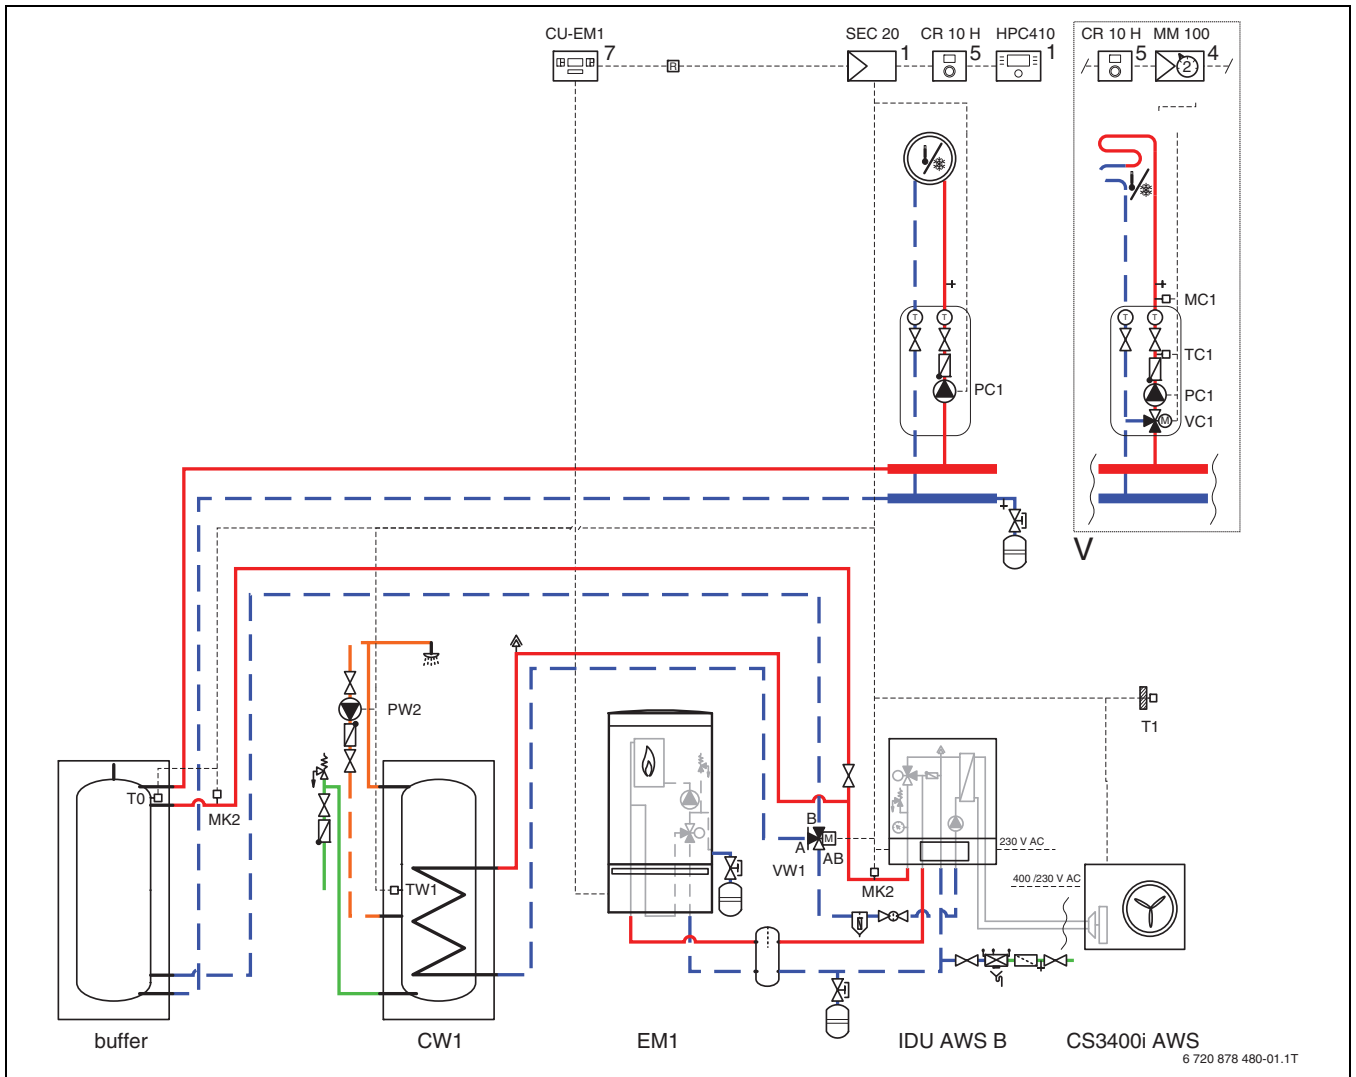 CU-EM1
7
R
SEC 20
1
CR 10 H
5
HPC410
1
CR 10 H
5
MM 100
2
4
T
T
PC1
T
T
MC1
TC1
PC1
M
VC1
V
PW2
T0
MK2
TW1
B
M
A
AB
VW1
MK2
T1
230 V AC
400 /230 V AC
buffer
CW1
EM1
IDU AWS B
CS3400i AWS
6 720 878 480-01.1T